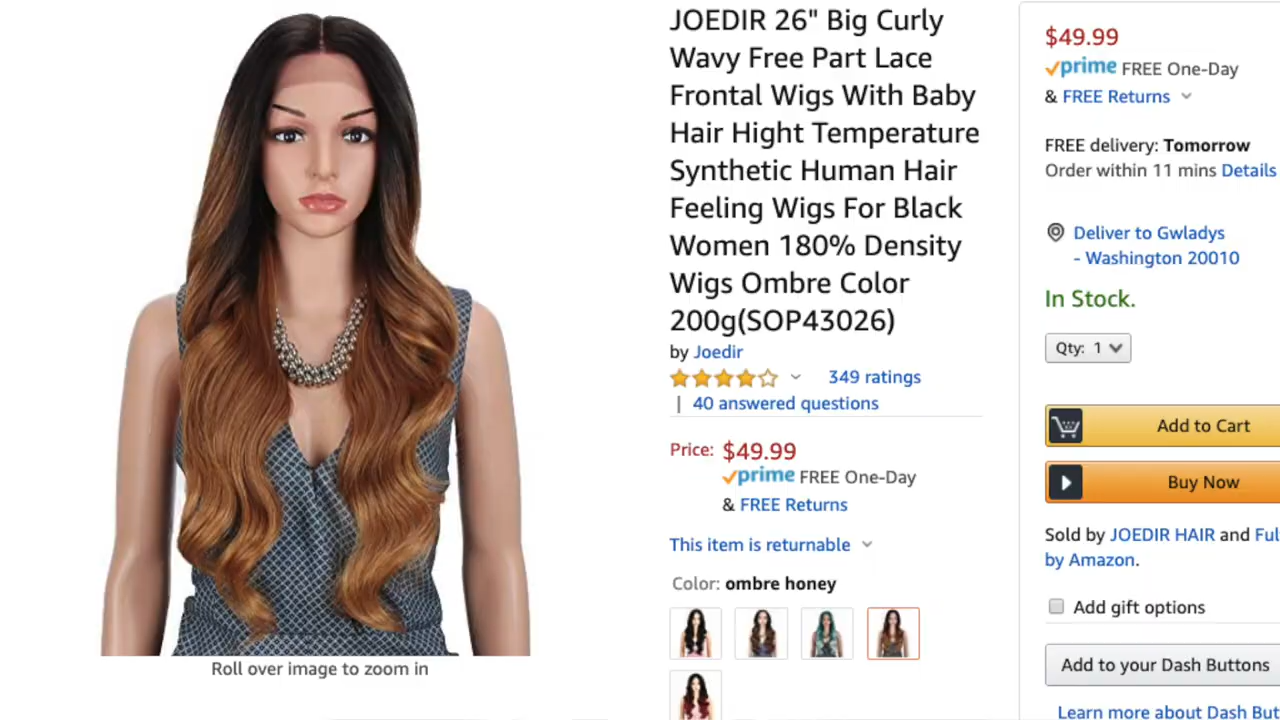 JOEDIR 26" Big Curly
Wavy Free Part Lace
Frontal Wigs With Baby
Hair Hight Temperature
Synthetic Human Hair
Feeling Wigs For Black
Women 180% Density
Wigs Ombre Color
200g(SOP43026)
by Joedir
349 ratings
| 40 answered questions
Price: $49.99
prime FREE One-Day
& FREE Returns
This item is returnable
Color: ombre honey
Roll over image to zoom in
$49.99
prime FREE One-Day
& FREE Returns
FREE delivery: Tomorrow
Order within 11 mins Details
Deliver to Gwladys
- Washington 20010
In Stock.
Qty: 1
Add to Cart
Buy Now
Sold by JOEDIR HAIR and Ful
by Amazon.
Add gift options
Add to your Dash Buttons
Learn more about Dash But